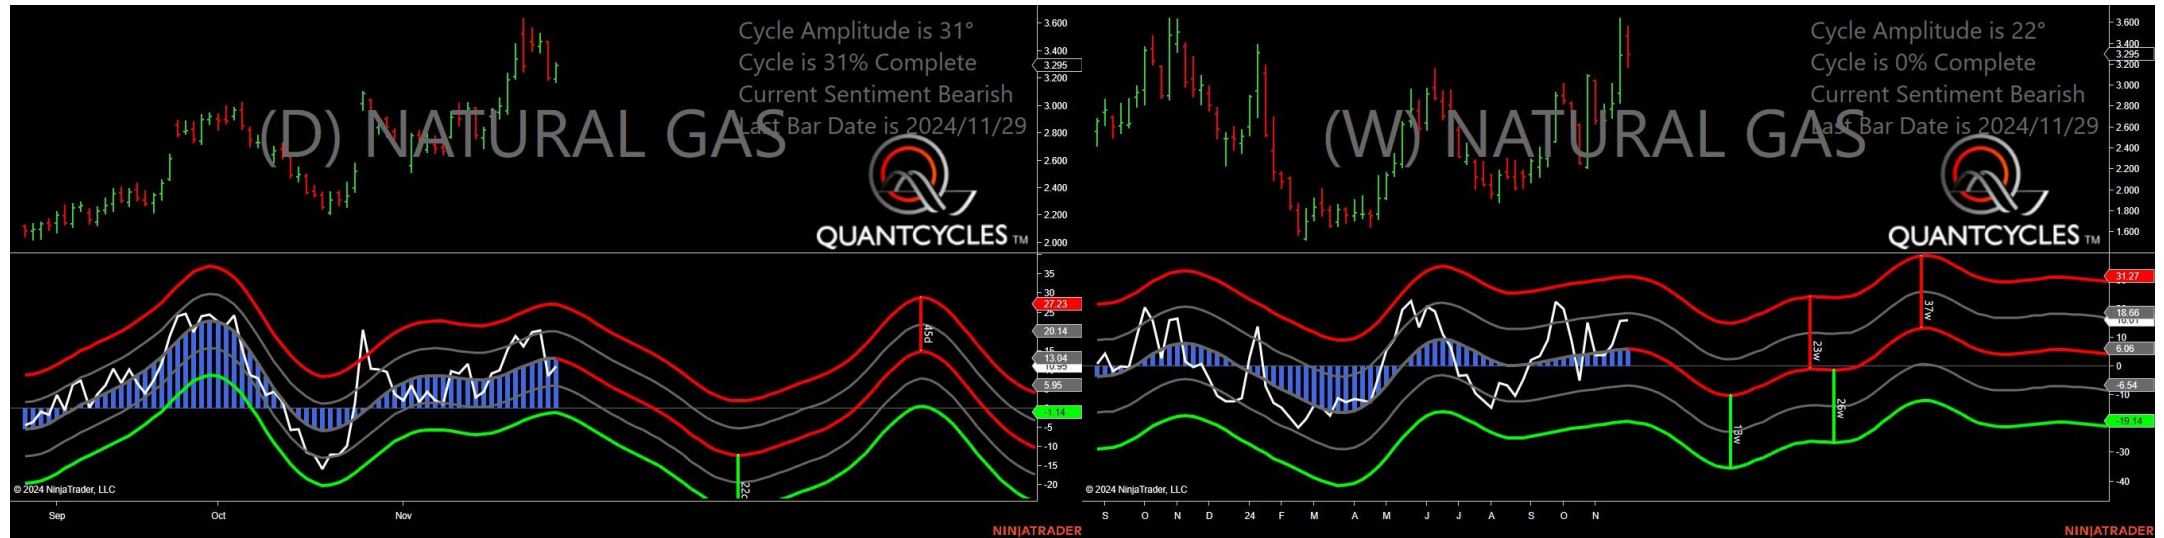 Cycle Amplitude is 31°
Cycle is 31% Complete
Current Sentiment Bearish
Last Bar Date is 2024/11/29
(D) NATURAL GAS
QUANTCYCLES TM
3.600
3.400
3.295
3.200
3.000
2.800
2.600
2.400
2.200
2.000
35
30
27.23
25
20.14
15
13.04
10.95
5.95
-1.14
-5
-10
-15
-20
45d
22d
© 2024 NinjaTrader, LLC
Sep Oct Nov
NINJATRADER
Cycle Amplitude is 22°
Cycle is 0% Complete
Current Sentiment Bearish
Last Bar Date is 2024/11/29
(W) NATURAL GAS
QUANTCYCLES TM
3.600
3.400
3.295
3.200
3.000
2.800
2.600
2.400
2.200
2.000
1.800
1.600
31.27
18.66
10
6.06
0
-6.54
-10
-19.14
-30
-40
37w
23w
26w
13w
© 2024 NinjaTrader, LLC
S O N D 24 F M A M J J A S O N
NINJATRADER